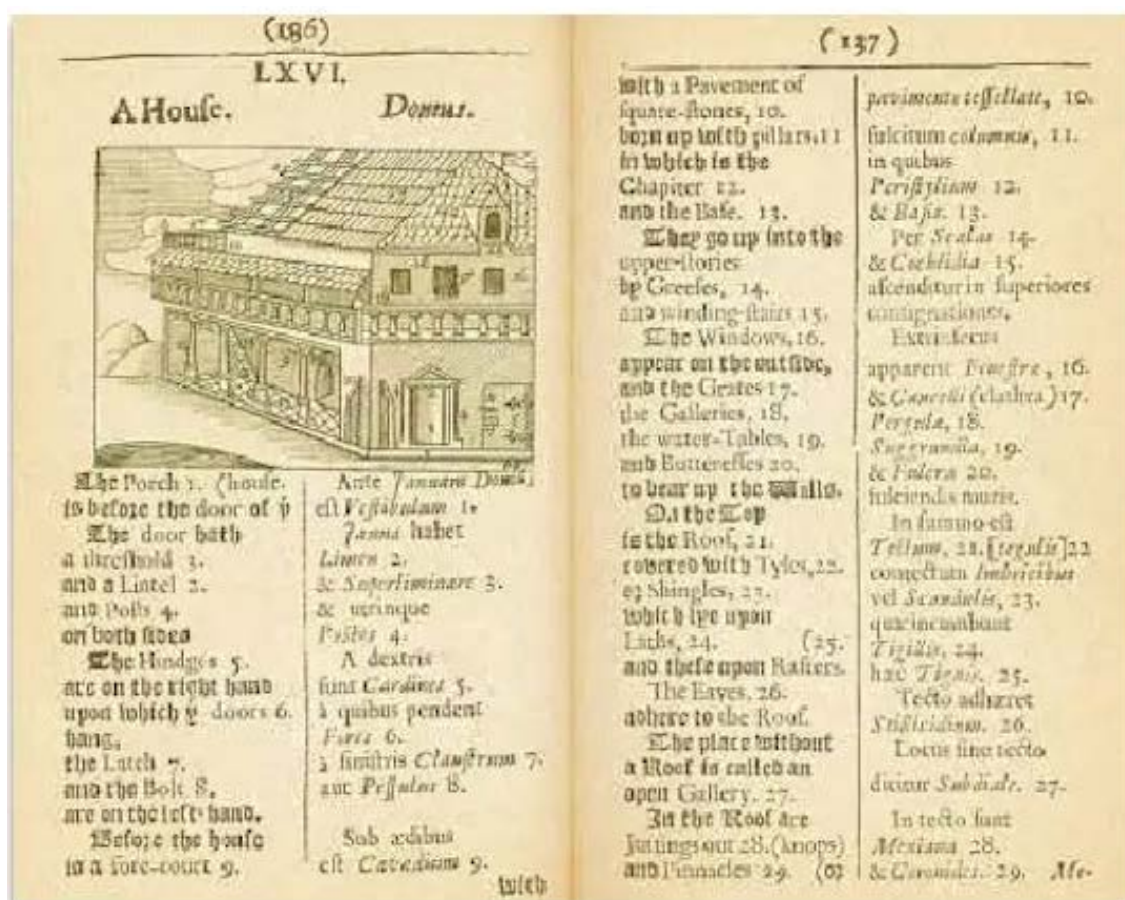 (186)
LXVI.
A Houſe.
Domus.
The Porch 1. (houſe.
is before the door of yͤ
The door hath
a threſhold 3.
and a Lintel 2.
and Poſts 4.
on both ſides
The Hindges 5.
are on the right hand
upon which yͤ doors 6.
hang,
the Latch 7.
and the Bolt 8.
are on the left-hand.
Before the houſe
is a fore-court 9.
Ante Januam Domus
eſt Veſtibulum 1.
Janua habet
Limen 2.
& Superliminare 3.
& utrinque
Poſtes 4.
A dextris
ſunt Cardines 5.
à quibus pendent
Fores 6.
à ſiniſtris Clauſtrum 7.
aut Peſſulus 8.
Sub ædibus
eſt Cavædium 9.
with
(137)
with a Pavement of
ſquare-ſtones, 10.
born up with pillars, 11
in which is the
Chapiter 12.
and the Baſe. 13.
They go up into the
upper-ſtories
by Greeſes, 14.
and winding-ſtairs 15.
The Windows, 16.
appear on the outſide,
and the Grates 17.
the Galleries, 18.
the water-Tables, 19.
and Buttereſſes 20.
to bear up the Walls.
On the Top
is the Roof, 21.
covered with Tyles, 22.
or Shingles, 23.
which lye upon
Laths, 24. (25.
and theſe upon Rafters.
The Eaves, 26.
adhere to the Roof.
The place without
a Roof is called an
open Gallery. 27.
In the Roof are
Juttings out 28. (knops)
and Pinnacles 29. (or
pavimento teſſellato, 10.
fulcitum columnis, 11.
in quibus
Periſtylium 12.
& Baſis. 13.
Per Scalas 14.
& Cochlidia 15.
aſcenditur in ſuperiores
contignationes.
Extrinſecus
apparent Feneſtræ, 16.
& Cancelli (clathra) 17.
Pergulæ, 18.
Suggrundia, 19.
& Fulcra 20.
fulciendis muris.
In ſummo eſt
Tectum, 21. [tegulis] 22
contectum Imbricibus
vel Scandulis, 23.
quæ incumbunt
Tigillis, 24.
hæc Tignis. 25.
Tecto adhæret
Stillicidium. 26.
Locus ſine tecto
dicitur Subdiale. 27.
In tecto ſunt
Meniana 28.
& Coronides. 29. Me-